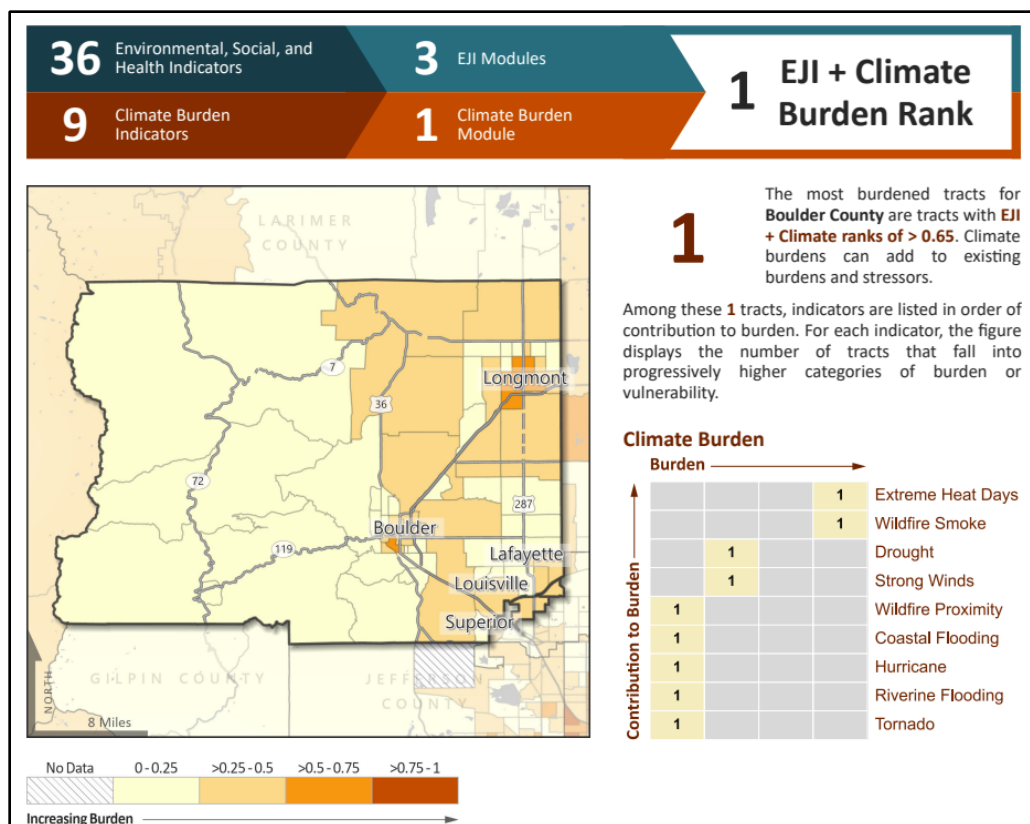 36 Environmental, Social, and
Health Indicators
3 EJI Modules
9 Climate Burden
Indicators
1 Climate Burden
Module
1 EJI + Climate
Burden Rank
LARIMER
COUNTY
7
Longmont
36
72
287
Boulder
119
Lafayette
Louisville
Superior
GILPIN COUNTY
JEFFERSON
COUNTY
NORTH
8 Miles
No Data
0 - 0.25
>0.25 - 0.5
>0.5 - 0.75
>0.75 - 1
Increasing Burden
1
The most burdened tracts for
Boulder County are tracts with EJI
+ Climate ranks of > 0.65. Climate
burdens can add to existing
burdens and stressors.
Among these 1 tracts, indicators are listed in order of
contribution to burden. For each indicator, the figure
displays the number of tracts that fall into
progressively higher categories of burden or
vulnerability.
Climate Burden
Burden
Contribution to Burden
1 Extreme Heat Days
1 Wildfire Smoke
1 Drought
1 Strong Winds
1 Wildfire Proximity
1 Coastal Flooding
1 Hurricane
1 Riverine Flooding
1 Tornado